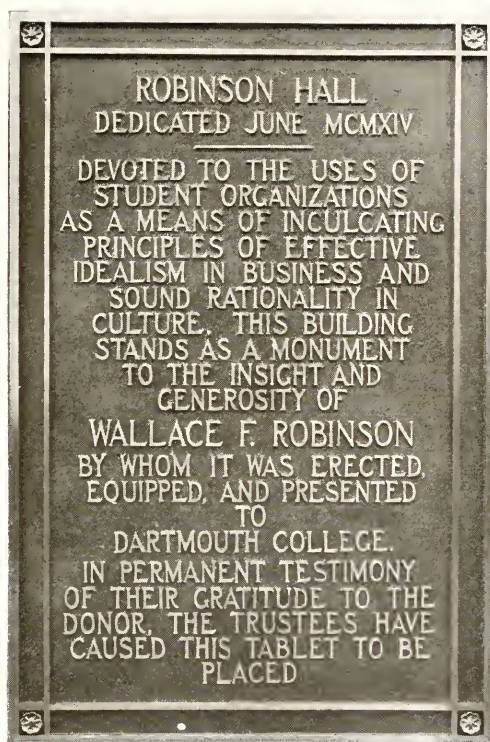 ROBINSON HALL
DEDICATED JUNE MCMXIV
DEVOTED TO THE USES OF
STUDENT ORGANIZATIONS
AS A MEANS OF INCULCATING
PRINCIPLES OF EFFECTIVE
IDEALISM IN BUSINESS AND
SOUND RATIONALITY IN
CULTURE, THIS BUILDING
STANDS AS A MONUMENT
TO THE INSIGHT AND
GENEROSITY OF
WALLACE F. ROBINSON
BY WHOM IT WAS ERECTED,
EQUIPPED, AND PRESENTED
TO
DARTMOUTH COLLEGE.
IN PERMANENT TESTIMONY
OF THEIR GRATITUDE TO THE
DONOR, THE TRUSTEES HAVE
CAUSED THIS TABLET TO BE
PLACED